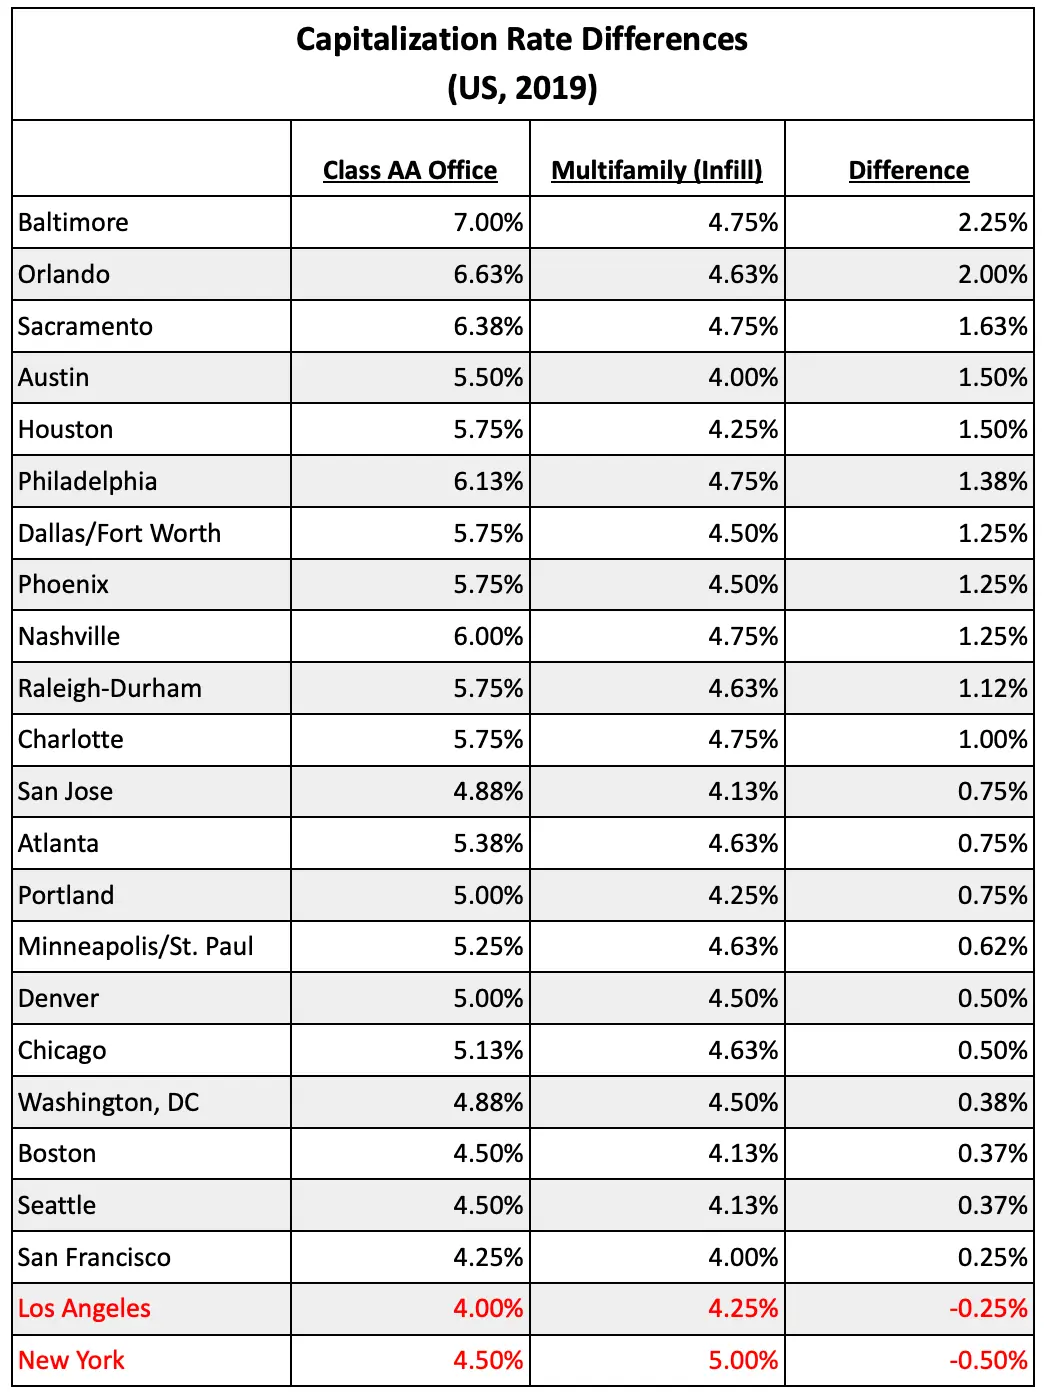 Capitalization Rate Differences
(US, 2019)
Class AA Office Multifamily (Infill) Difference
Baltimore 7.00% 4.75% 2.25%
Orlando 6.63% 4.63% 2.00%
Sacramento 6.38% 4.75% 1.63%
Austin 5.50% 4.00% 1.50%
Houston 5.75% 4.25% 1.50%
Philadelphia 6.13% 4.75% 1.38%
Dallas/Fort Worth 5.75% 4.50% 1.25%
Phoenix 5.75% 4.50% 1.25%
Nashville 6.00% 4.75% 1.25%
Raleigh-Durham 5.75% 4.63% 1.12%
Charlotte 5.75% 4.75% 1.00%
San Jose 4.88% 4.13% 0.75%
Atlanta 5.38% 4.63% 0.75%
Portland 5.00% 4.25% 0.75%
Minneapolis/St. Paul 5.25% 4.63% 0.62%
Denver 5.00% 4.50% 0.50%
Chicago 5.13% 4.63% 0.50%
Washington, DC 4.88% 4.50% 0.38%
Boston 4.50% 4.13% 0.37%
Seattle 4.50% 4.13% 0.37%
San Francisco 4.25% 4.00% 0.25%
Los Angeles 4.00% 4.25% -0.25%
New York 4.50% 5.00% -0.50%